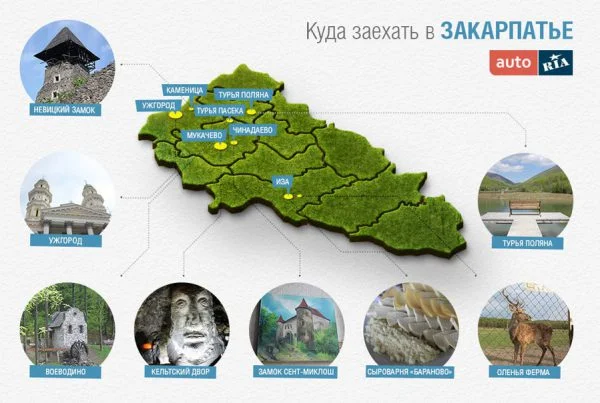 Куда заехать в ЗАКАРПАТЬЕ
auto RIA
НЕВИЦКИЙ ЗАМОК
КАМЕНИЦА
УЖГОРОД
ТУРЬЯ ПОЛЯНА
ТУРЬЯ ПАСЕКА
МУКАЧЕВО
ЧИНАДАЕВО
ИЗА
УЖГОРОД
ТУРЬЯ ПОЛЯНА
ВОЕВОДИНО
КЕЛЬТСКИЙ ДВОР
ЗАМОК СЕНТ-МИКЛОШ
СЫРОВАРНЯ «БАРАНОВО»
ОЛЕНЬЯ ФЕРМА